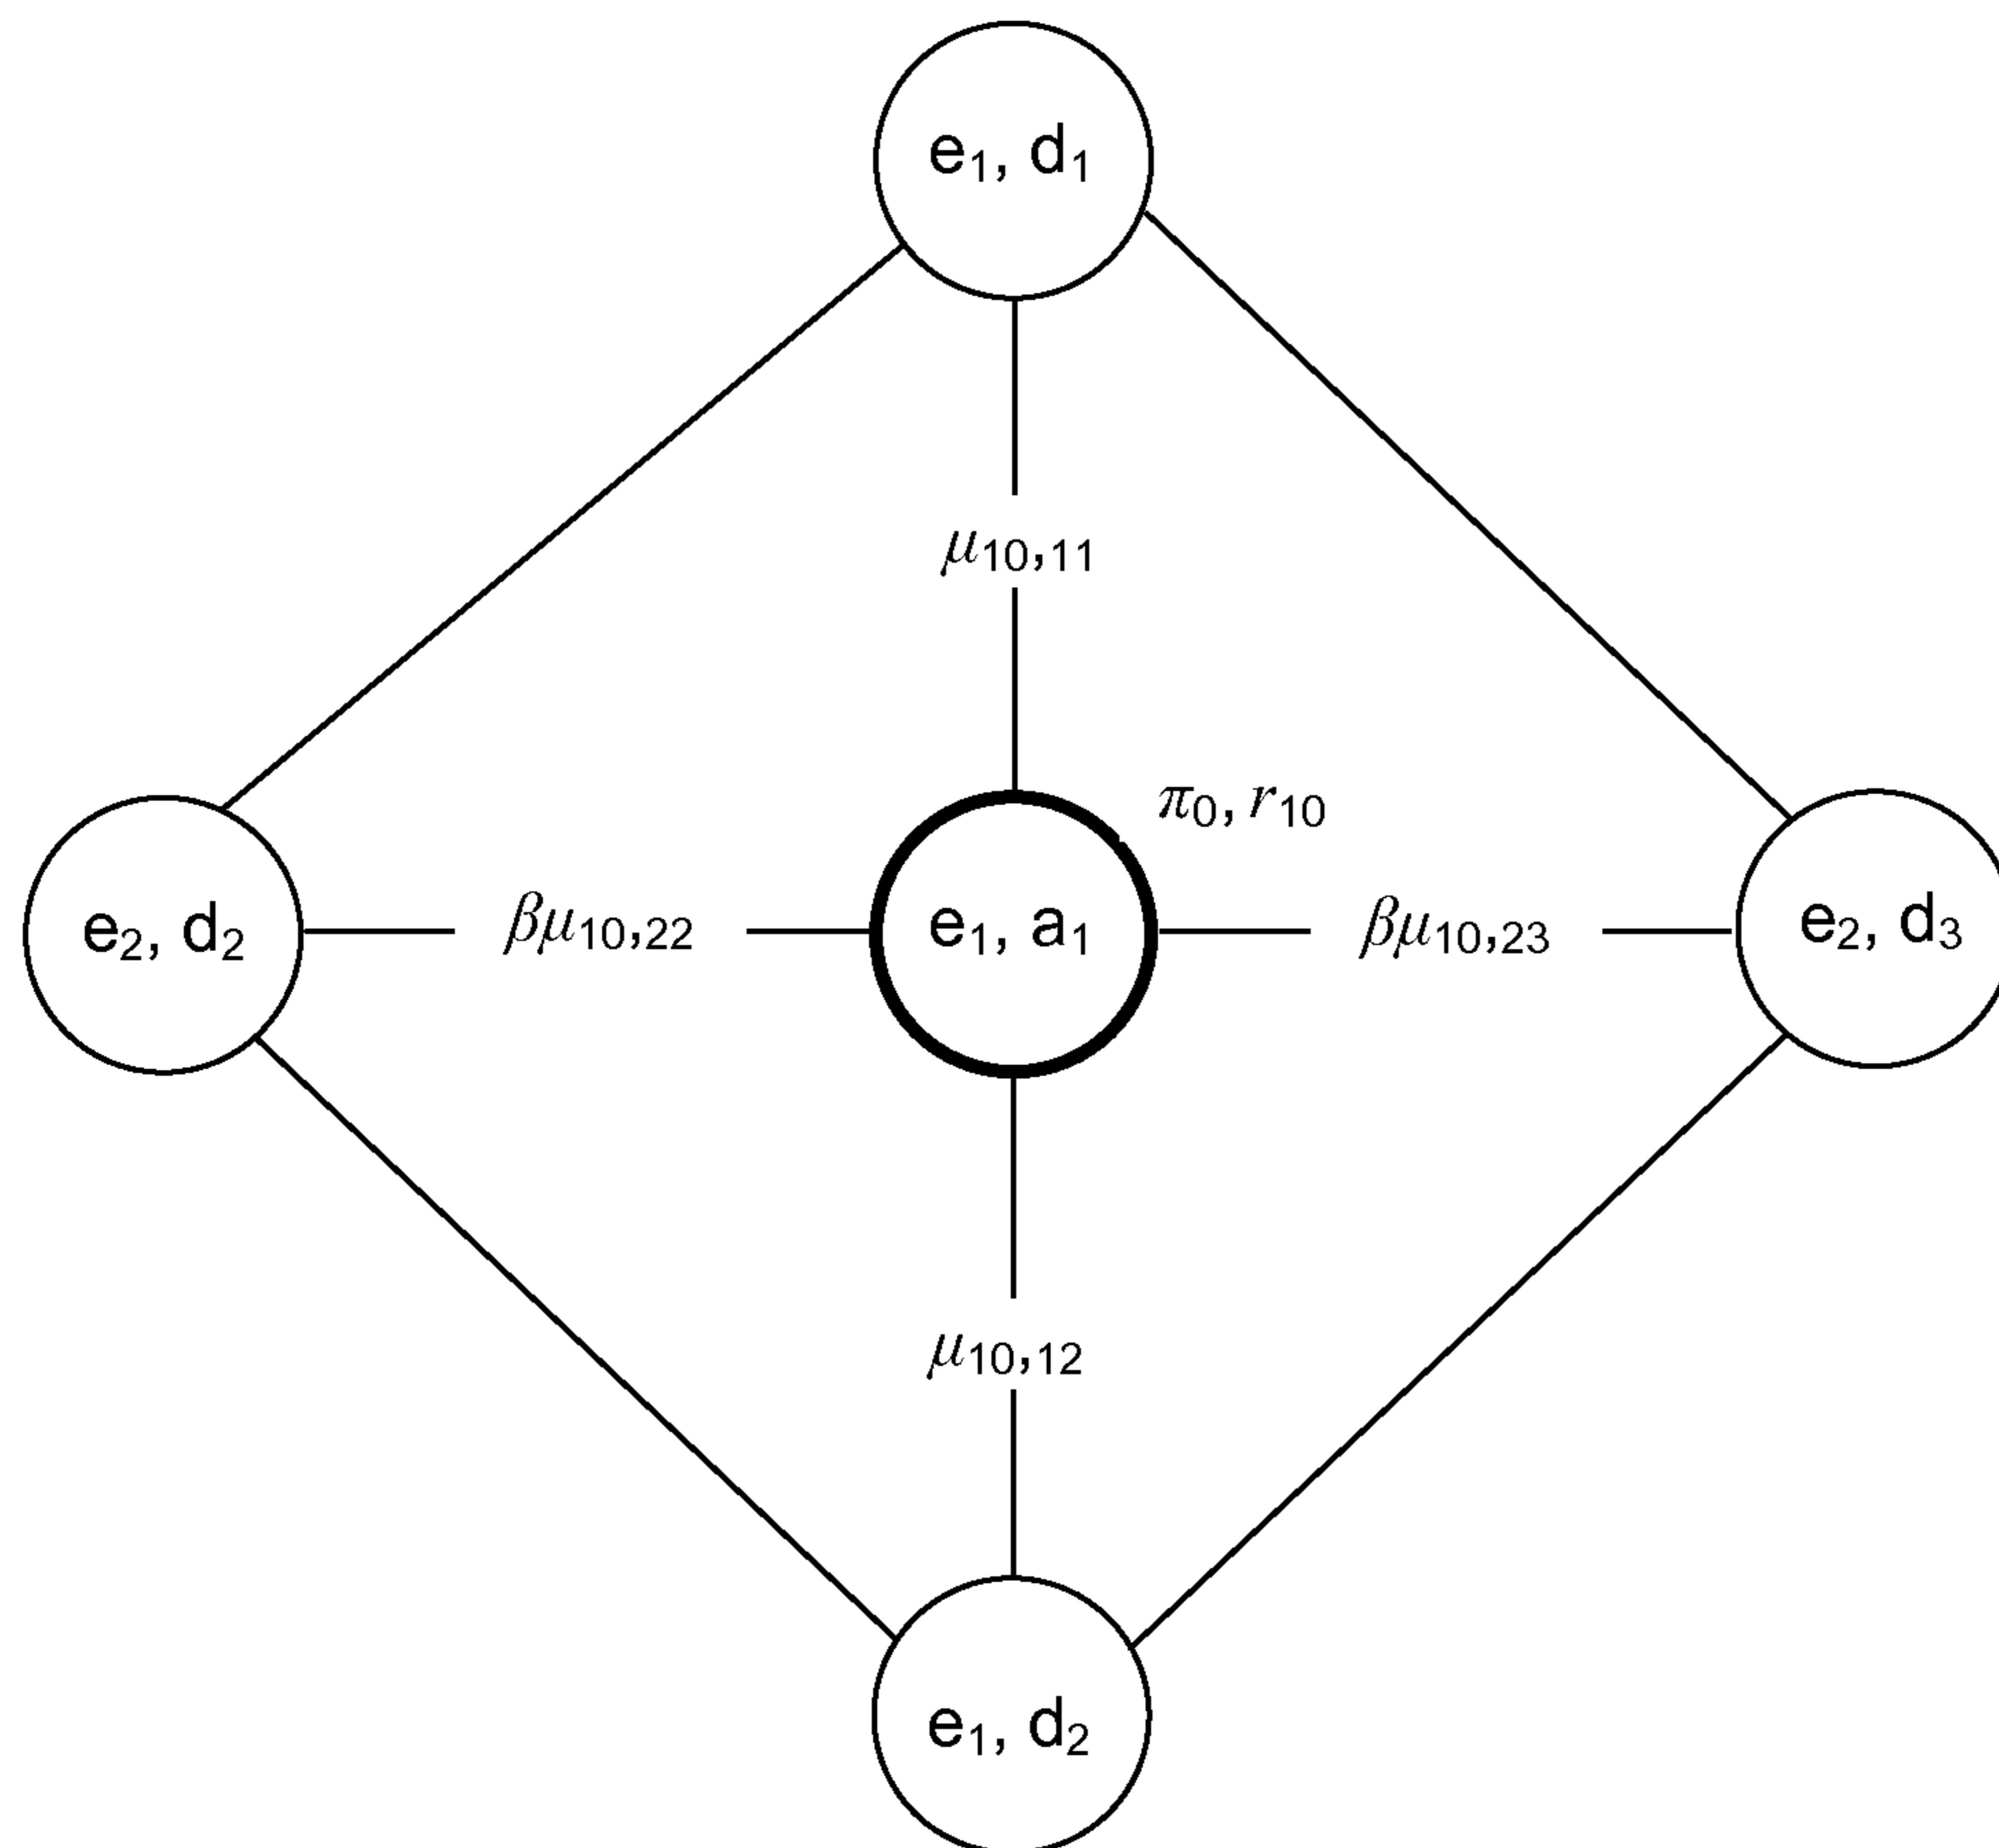 e₁, d₁
μ₁₀,₁₁
π₀, r₁₀
e₂, d₂
βμ₁₀,₂₂
e₁, a₁
βμ₁₀,₂₃
e₂, d₃
μ₁₀,₁₂
e₁, d₂